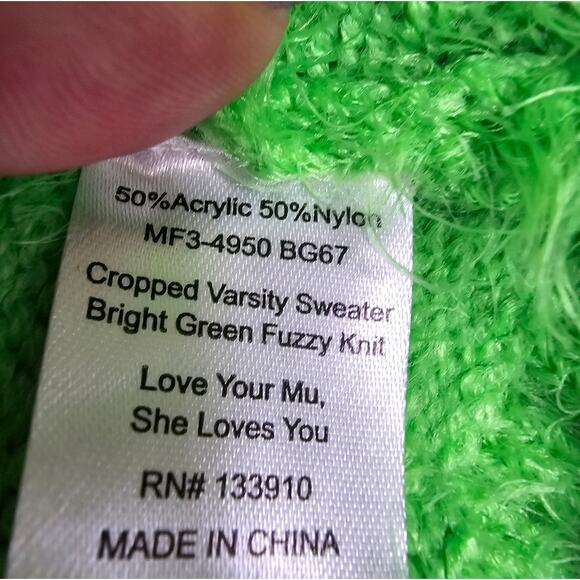 50%Acrylic 50%Nylon
MF3-4950 BG67
Cropped Varsity Sweater
Bright Green Fuzzy Knit
Love Your Mu,
She Loves You
RN# 133910
MADE IN CHINA